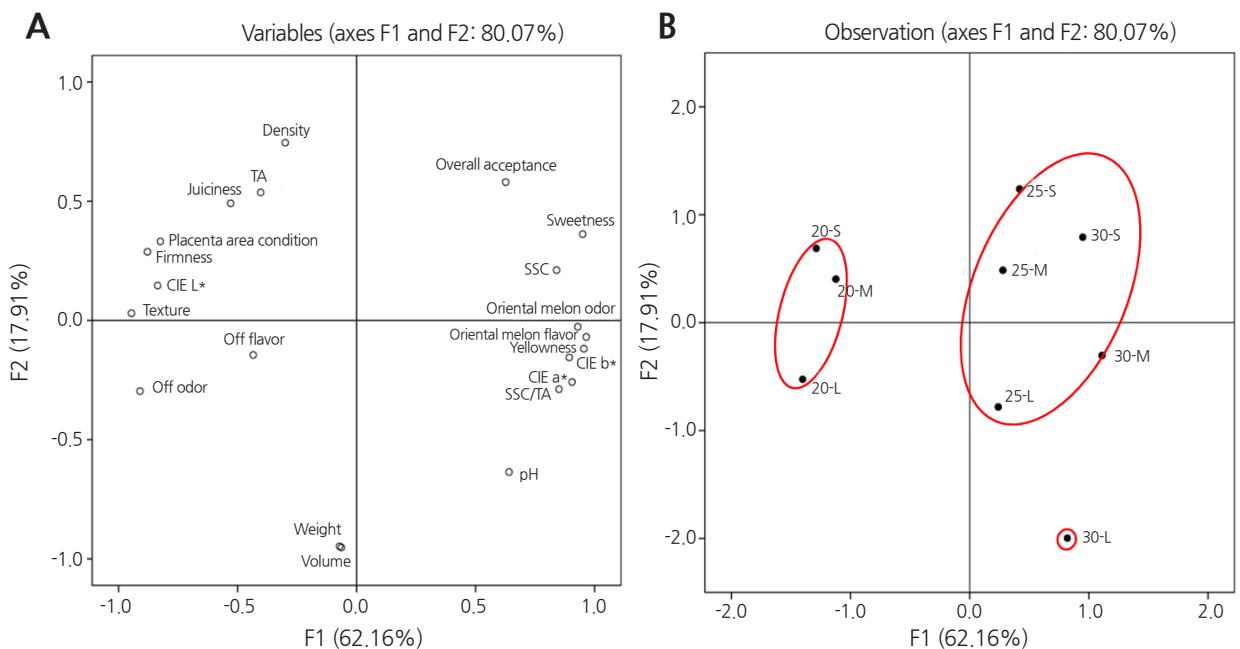 A
Variables (axes F1 and F2: 80.07%)
1.0
0.5
0.0
-0.5
-1.0
F2 (17.91%)
Density
TA
Juiciness
Placenta area condition
Firmness
CIE L*
Texture
Off flavor
Off odor
Weight
Volume
Overall acceptance
Sweetness
SSC
Oriental melon odor
Oriental melon flavor
Yellowness
CIE b*
CIE a*
SSC/TA
pH
-1.0
-0.5
0.0
0.5
1.0
F1 (62.16%)
B
Observation (axes F1 and F2: 80.07%)
2.0
1.0
0.0
-1.0
-2.0
F2 (17.91%)
20-S
20-M
20-L
25-S
30-S
25-M
30-M
25-L
30-L
-2.0
-1.0
0.0
1.0
2.0
F1 (62.16%)